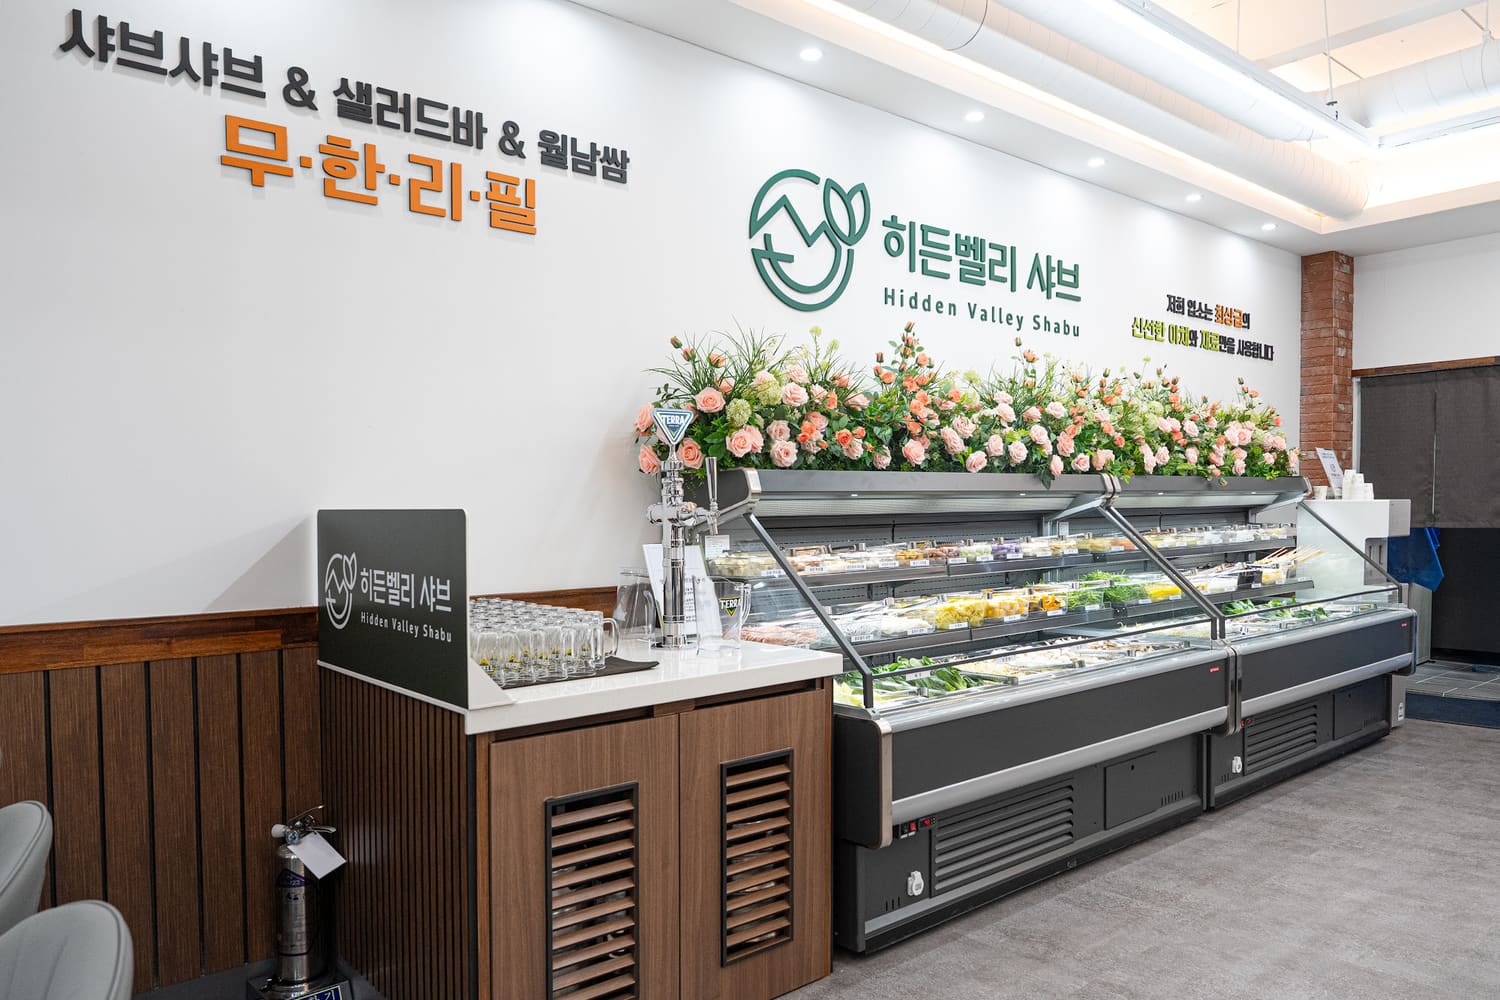 샤브샤브 & 샐러드바 & 월남쌈
무·한·리·필
히든벨리 샤브
Hidden Valley Shabu
저희 업소는 최상급의
신선한 야채와 재료만을 사용합니다
TERRA
히든벨리 샤브
Hidden Valley Shabu
TERRA